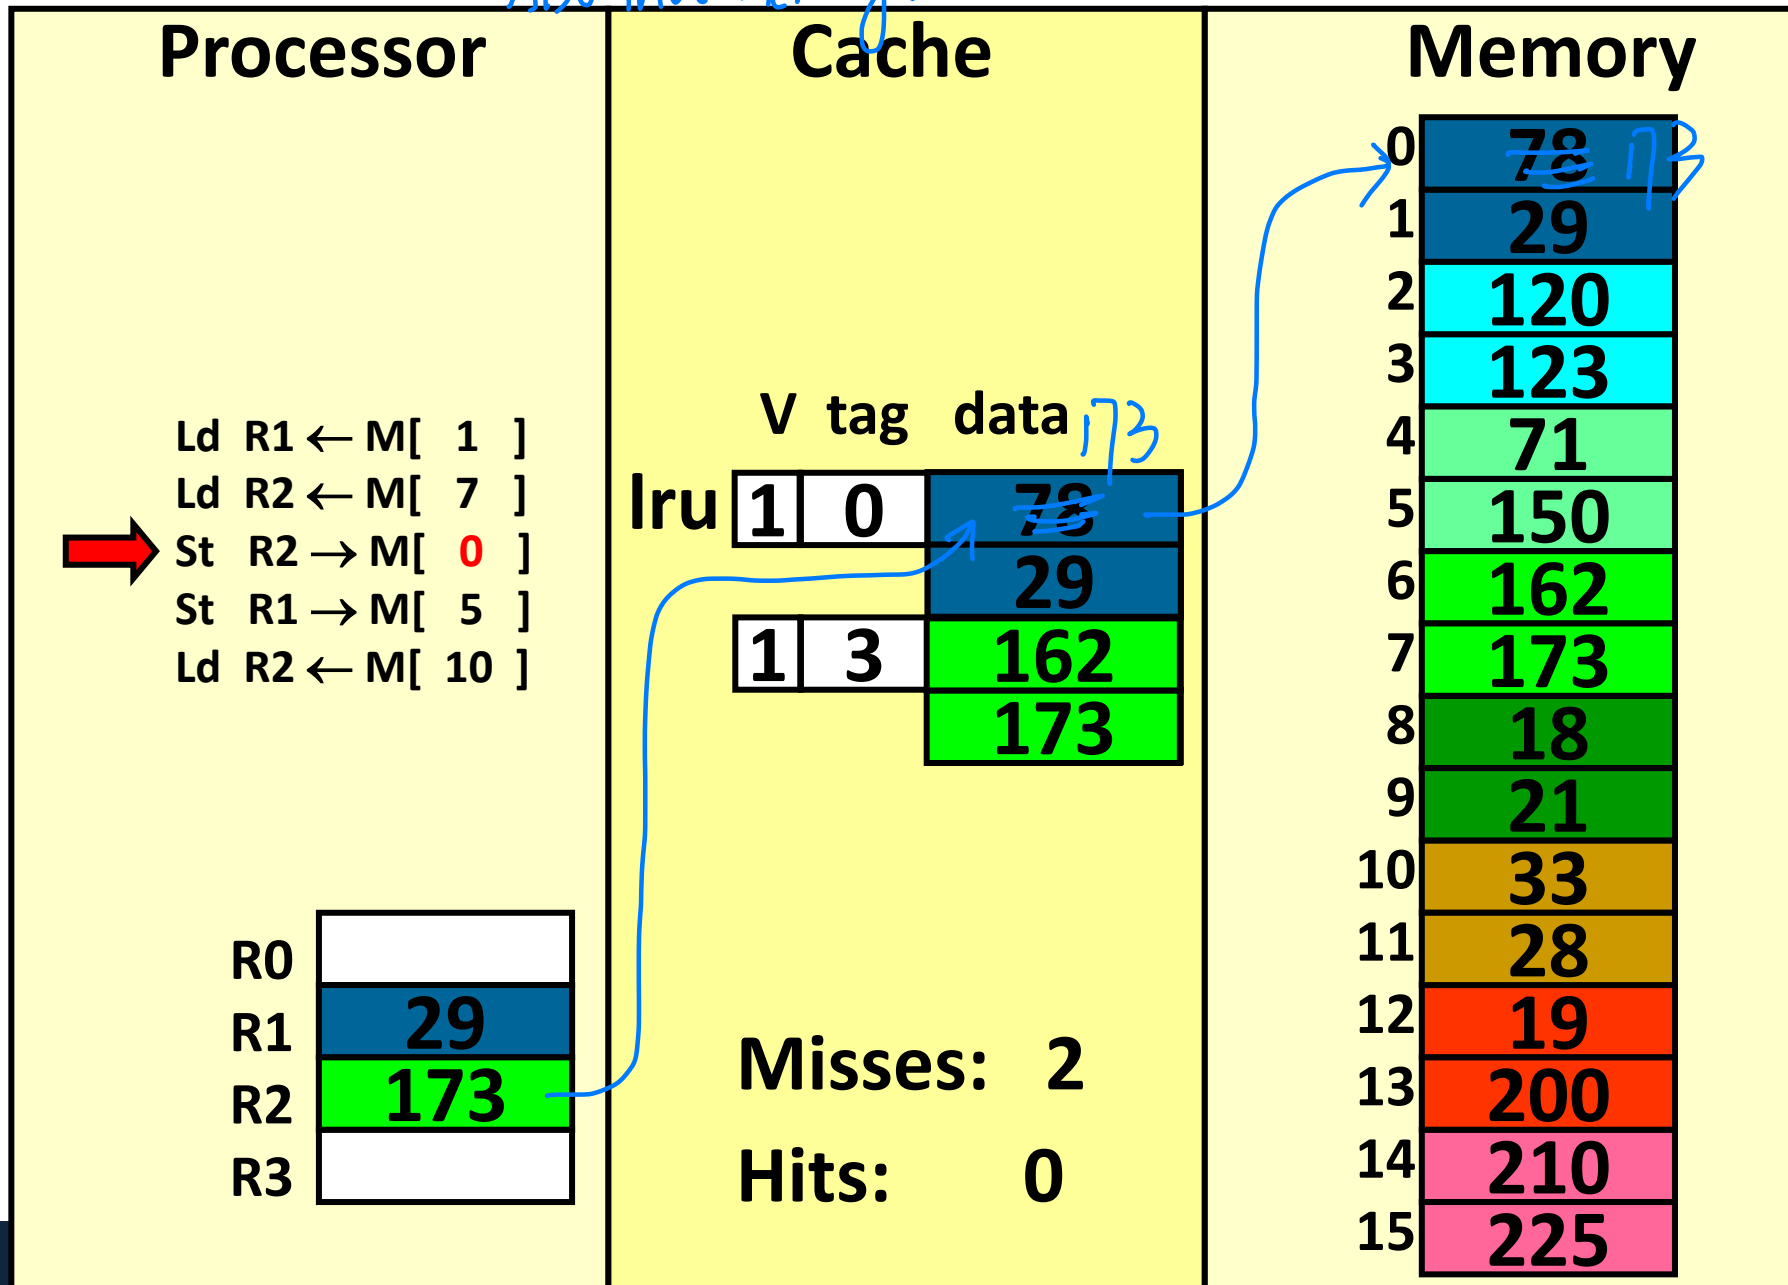 Processor
Cache
Memory
Ld R1 ← M[ 1 ]
Ld R2 ← M[ 7 ]
St R2 → M[ 0 ]
St R1 → M[ 5 ]
Ld R2 ← M[ 10 ]
R0
R1 29
R2 173
R3
V tag data 173
lru 1 0 78
29
1 3 162
173
Misses: 2
Hits: 0
0 78 173
1 29
2 120
3 123
4 71
5 150
6 162
7 173
8 18
9 21
10 33
11 28
12 19
13 200
14 210
15 225